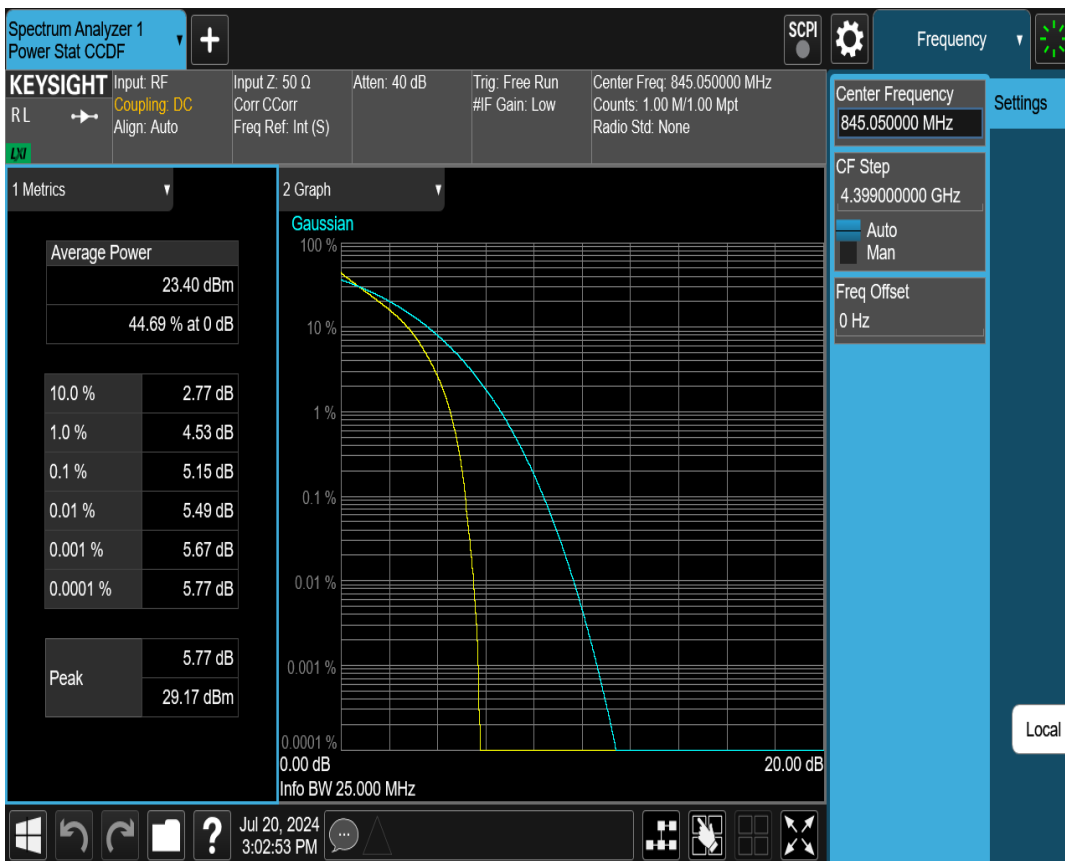 Spectrum Analyzer 1
Power Stat CCDF
SCPI
Frequency
KEYSIGHT
RL
LXI
Input: RF
Coupling: DC
Align: Auto
Input Z: 50 Ω
Corr CCorr
Freq Ref: Int (S)
Atten: 40 dB
Trig: Free Run
#IF Gain: Low
Center Freq: 845.050000 MHz
Counts: 1.00 M/1.00 Mpt
Radio Std: None
Center Frequency
845.050000 MHz
Settings
CF Step
4.399000000 GHz
Auto
Man
Freq Offset
0 Hz
1 Metrics
Average Power
23.40 dBm
44.69 % at 0 dB
10.0 % 2.77 dB
1.0 % 4.53 dB
0.1 % 5.15 dB
0.01 % 5.49 dB
0.001 % 5.67 dB
0.0001 % 5.77 dB
Peak
5.77 dB
29.17 dBm
2 Graph
Gaussian
100 %
10 %
1 %
0.1 %
0.01 %
0.001 %
0.0001 %
0.00 dB 20.00 dB
Info BW 25.000 MHz
Local
?
Jul 20, 2024
3:02:53 PM